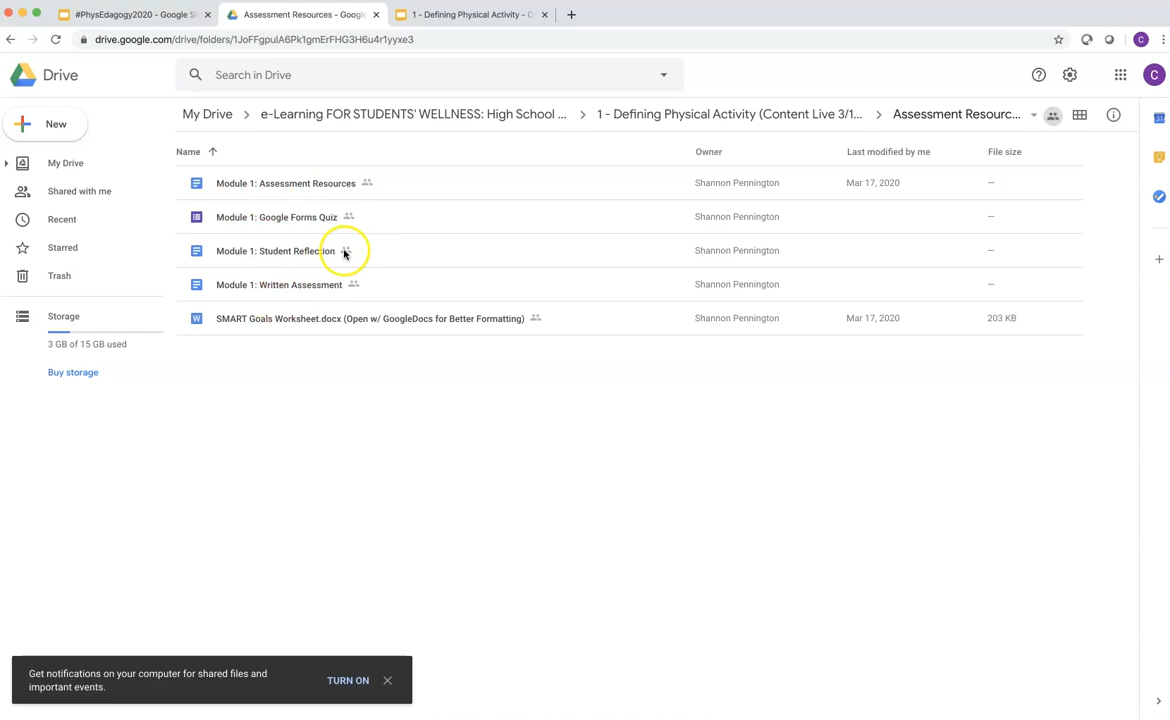 #PhysEdagogy2020 - Google S
Assessment Resources - Google
1 - Defining Physical Activity - C
drive.google.com/drive/folders/1JoFFgpulA6Pk1gmErFHG3H6u4r1yyxe3
C
Drive
Search in Drive
C
New
My Drive
e-Learning FOR STUDENTS' WELLNESS: High School ...
1 - Defining Physical Activity (Content Live 3/1...
Assessment Resourc...
My Drive
Shared with me
Recent
Starred
Trash
Storage
3 GB of 15 GB used
Buy storage
Name Owner Last modified by me File size
Module 1: Assessment Resources Shannon Pennington Mar 17, 2020 –
Module 1: Google Forms Quiz Shannon Pennington –
Module 1: Student Reflection Shannon Pennington –
Module 1: Written Assessment Shannon Pennington –
W SMART Goals Worksheet.docx (Open w/ GoogleDocs for Better Formatting) Shannon Pennington Mar 17, 2020 203 KB
31
Get notifications on your computer for shared files and
important events.
TURN ON